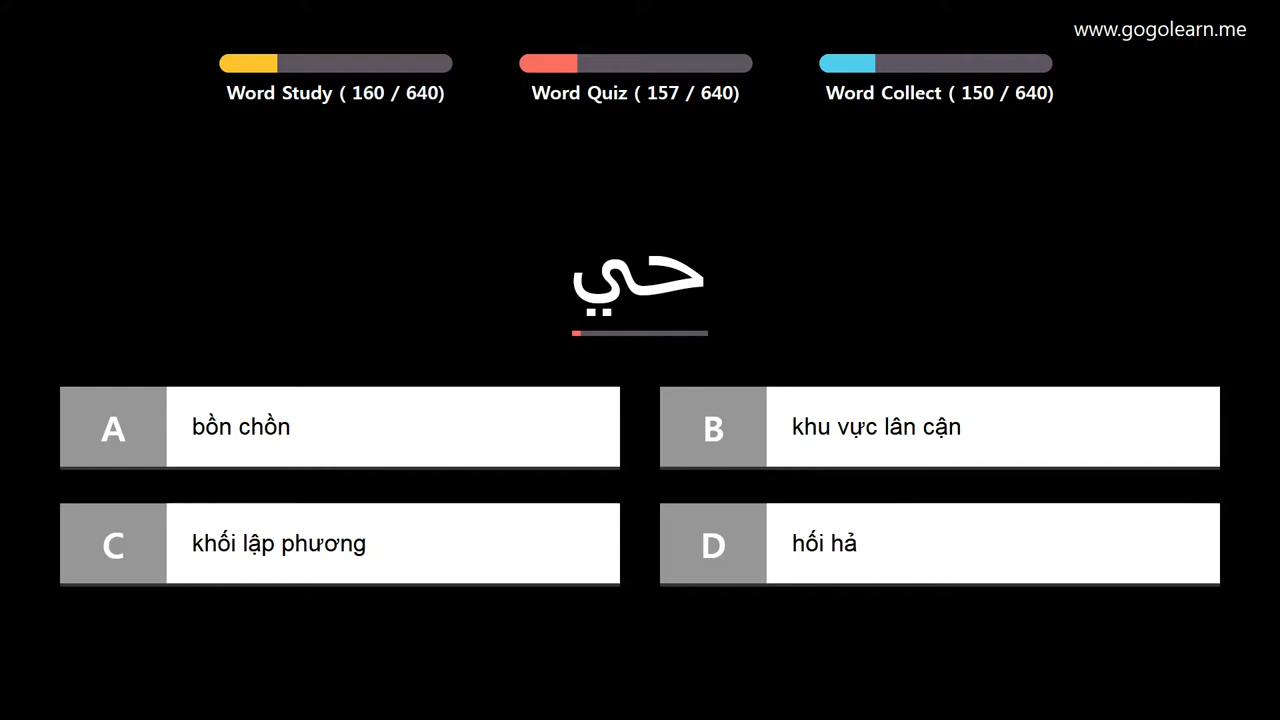 www.gogolearn.me
Word Study ( 160 / 640)
Word Quiz ( 157 / 640)
Word Collect ( 150 / 640)
حي
A
bồn chồn
B
khu vực lân cận
C
khối lập phương
D
hối hả